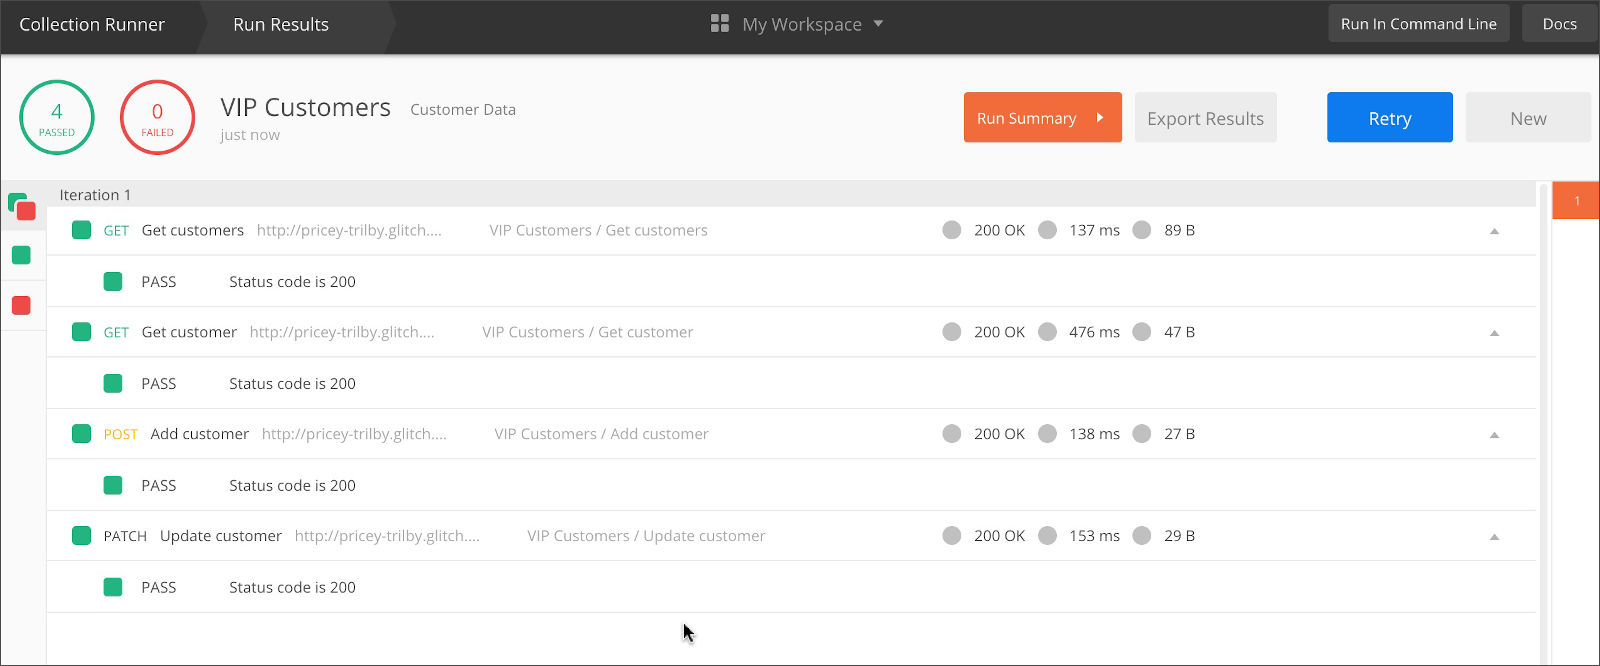 Collection Runner Run Results My Workspace Run In Command Line Docs
4 PASSED 0 FAILED VIP Customers Customer Data just now Run Summary Export Results Retry New
Iteration 1 1
GET Get customers http://pricey-trilby.glitch.... VIP Customers / Get customers 200 OK 137 ms 89 B
PASS Status code is 200
GET Get customer http://pricey-trilby.glitch.... VIP Customers / Get customer 200 OK 476 ms 47 B
PASS Status code is 200
POST Add customer http://pricey-trilby.glitch.... VIP Customers / Add customer 200 OK 138 ms 27 B
PASS Status code is 200
PATCH Update customer http://pricey-trilby.glitch.... VIP Customers / Update customer 200 OK 153 ms 29 B
PASS Status code is 200